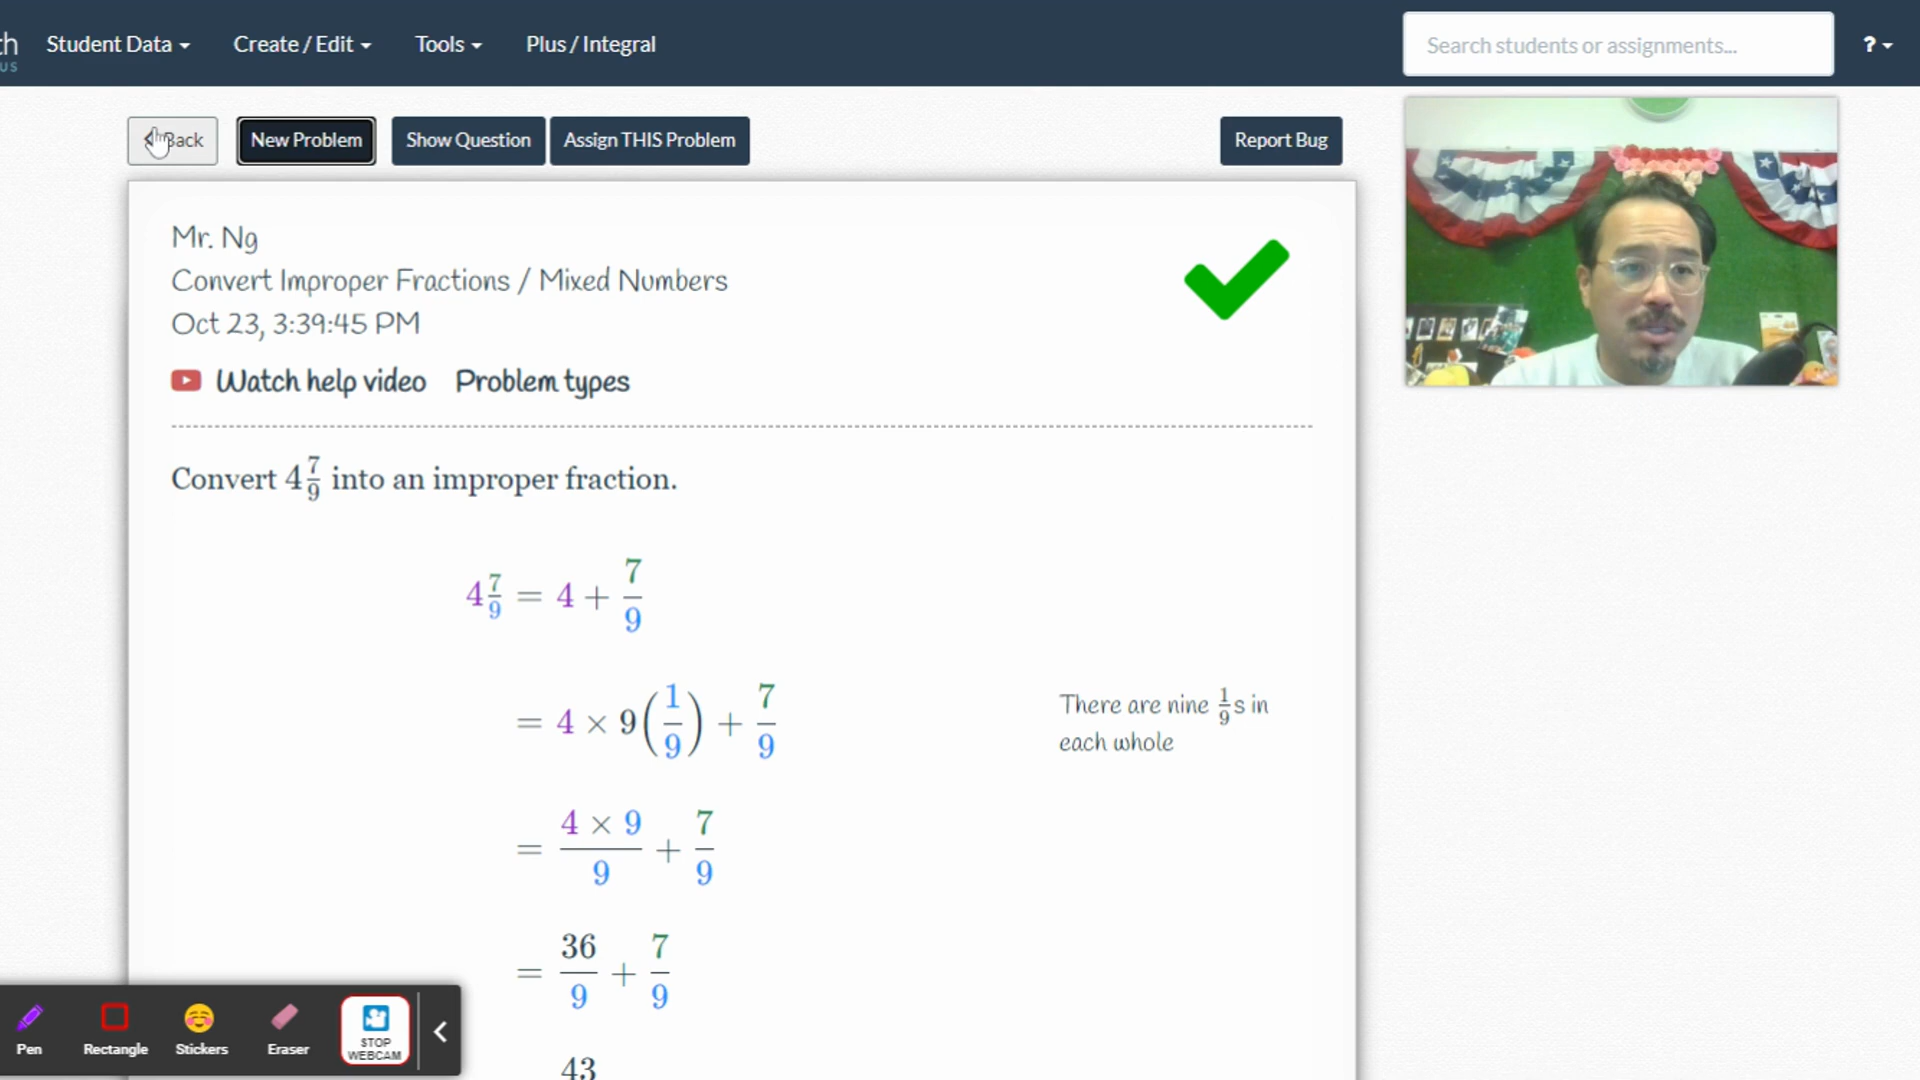 th
US
Student Data
Create / Edit
Tools
Plus / Integral
Search students or assignments...
?
Back
New Problem
Show Question
Assign THIS Problem
Report Bug
Mr. Ng
Convert Improper Fractions / Mixed Numbers
Oct 23, 3:39:45 PM
Watch help video Problem types
Convert 4 7/9 into an improper fraction.
4 7/9 = 4 + 7/9
= 4 × 9(1/9) + 7/9
There are nine 1/9s in
each whole
= 4 × 9/9 + 7/9
= 36/9 + 7/9
43
Pen
Rectangle
Stickers
Eraser
STOP
WEBCAM